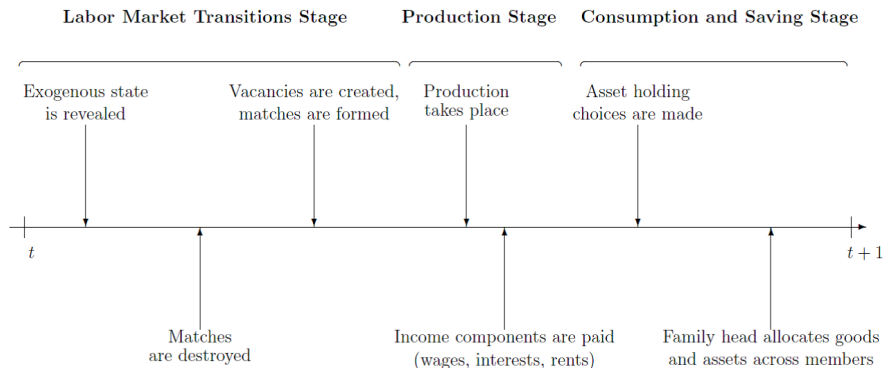 Labor Market Transitions Stage
Production Stage
Consumption and Saving Stage
Exogenous state
is revealed
Vacancies are created,
matches are formed
Production
takes place
Asset holding
choices are made
t
t + 1
Matches
are destroyed
Income components are paid
(wages, interests, rents)
Family head allocates goods
and assets across members